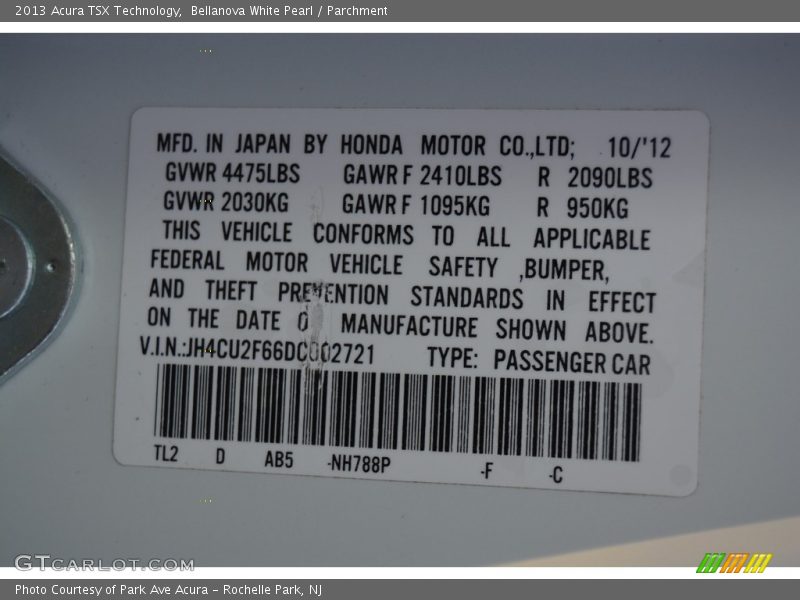 2013 Acura TSX Technology, Bellanova White Pearl / Parchment
MFD. IN JAPAN BY HONDA MOTOR CO.,LTD; 10/'12
GVWR 4475LBS GAWR F 2410LBS R 2090LBS
GVWR 2030KG GAWR F 1095KG R 950KG
THIS VEHICLE CONFORMS TO ALL APPLICABLE
FEDERAL MOTOR VEHICLE SAFETY ,BUMPER,
AND THEFT PREVENTION STANDARDS IN EFFECT
ON THE DATE O MANUFACTURE SHOWN ABOVE.
V.I.N.:JH4CU2F66DC002721 TYPE: PASSENGER CAR
TL2 D AB5 -NH788P -F -C
GTCARLOT.COM
Photo Courtesy of Park Ave Acura – Rochelle Park, NJ